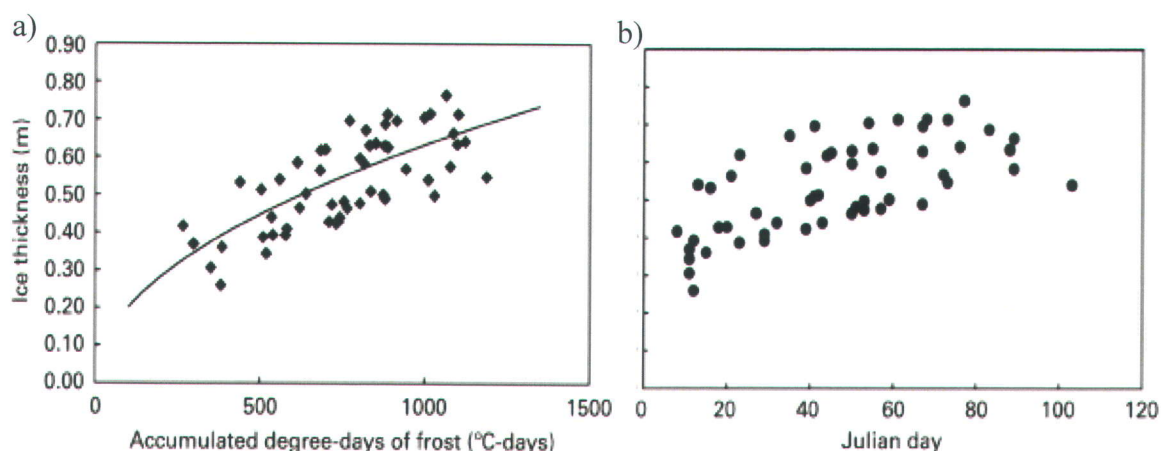 a)
0.90
0.80
0.70
0.60
0.50
0.40
0.30
0.20
0.10
0.00
Ice thickness (m)
0 500 1000 1500
Accumulated degree-days of frost (°C-days)
b)
0 20 40 60 80 100 120
Julian day